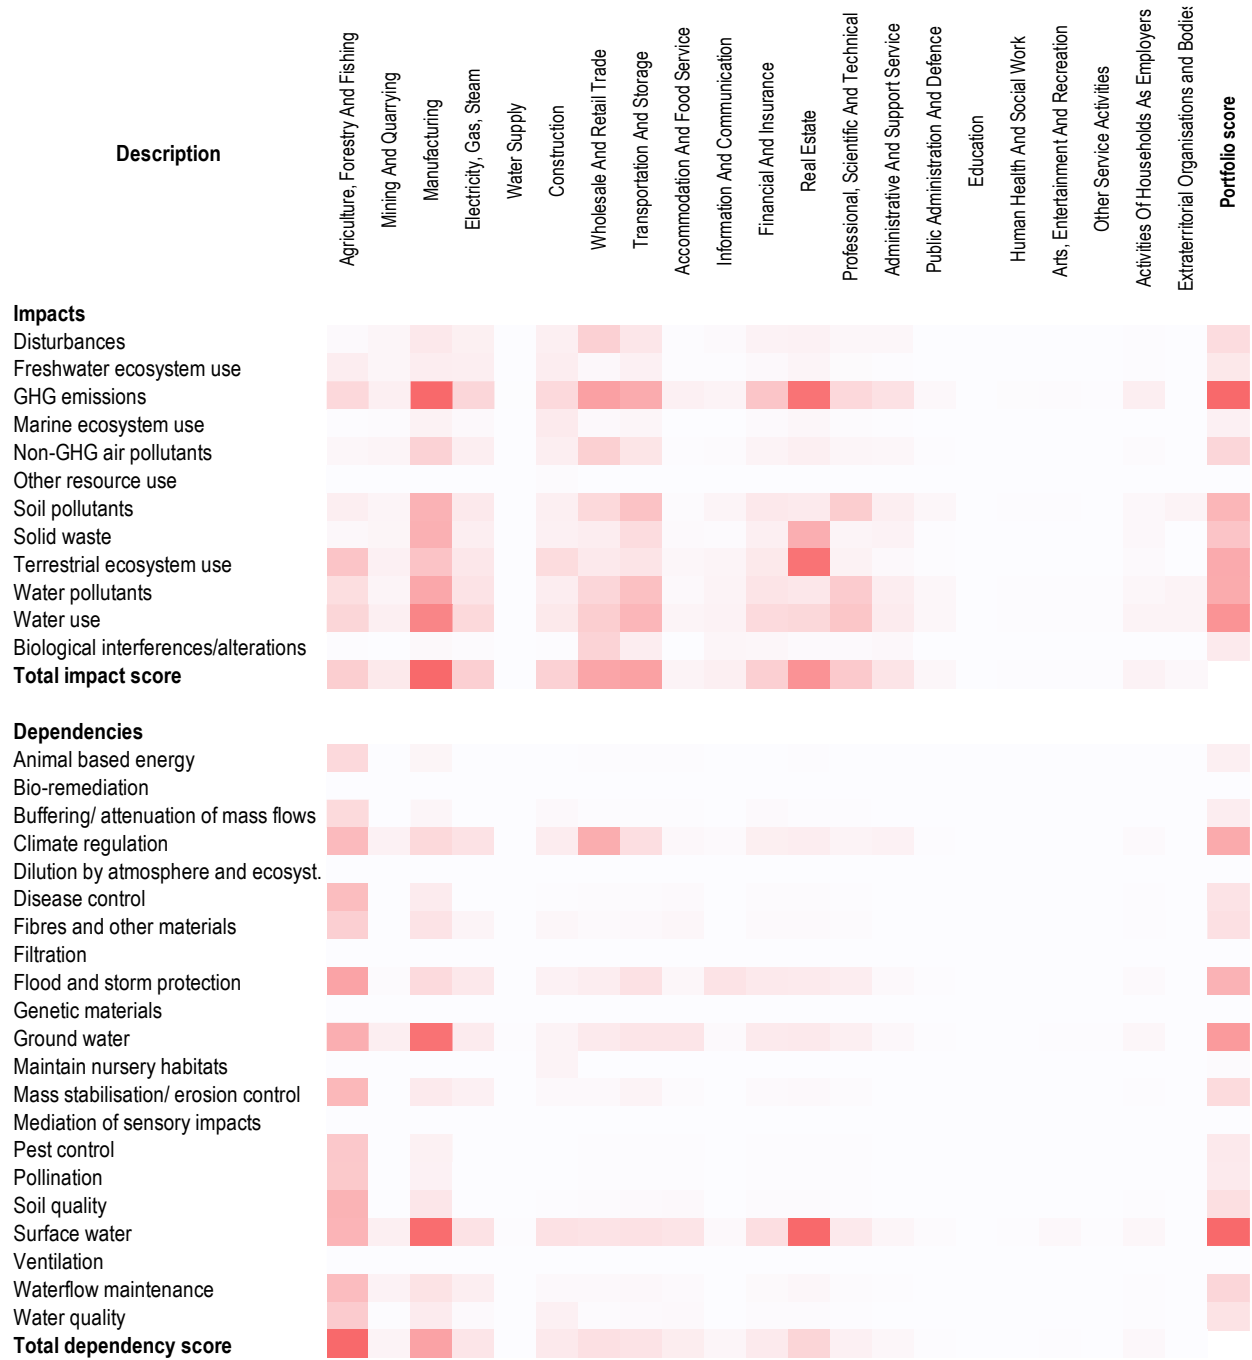 Description
Agriculture, Forestry And Fishing
Mining And Quarrying
Manufacturing
Electricity, Gas, Steam
Water Supply
Construction
Wholesale And Retail Trade
Transportation And Storage
Accommodation And Food Service
Information And Communication
Financial And Insurance
Real Estate
Professional, Scientific And Technical
Administrative And Support Service
Public Administration And Defence
Education
Human Health And Social Work
Arts, Entertainment And Recreation
Other Service Activities
Activities Of Households As Employers
Extraterritorial Organisations and Bodies
Portfolio score
Impacts
Disturbances
Freshwater ecosystem use
GHG emissions
Marine ecosystem use
Non-GHG air pollutants
Other resource use
Soil pollutants
Solid waste
Terrestrial ecosystem use
Water pollutants
Water use
Biological interferences/alterations
Total impact score
Dependencies
Animal based energy
Bio-remediation
Buffering/ attenuation of mass flows
Climate regulation
Dilution by atmosphere and ecosyst.
Disease control
Fibres and other materials
Filtration
Flood and storm protection
Genetic materials
Ground water
Maintain nursery habitats
Mass stabilisation/ erosion control
Mediation of sensory impacts
Pest control
Pollination
Soil quality
Surface water
Ventilation
Waterflow maintenance
Water quality
Total dependency score